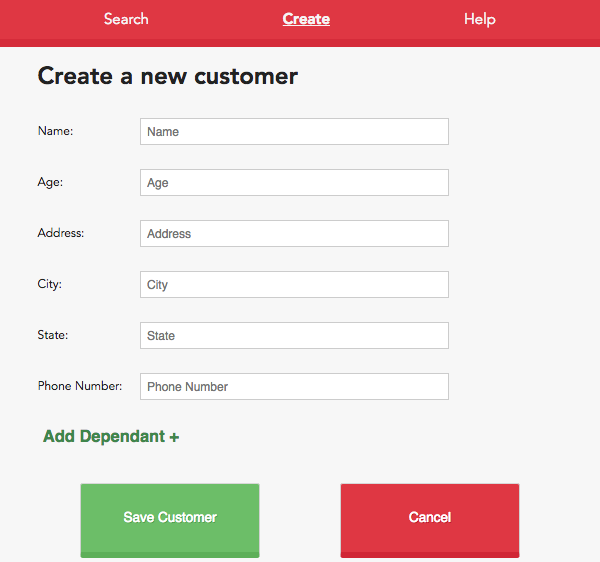 Search Create Help
Create a new customer
Name: Name
Age: Age
Address: Address
City: City
State: State
Phone Number: Phone Number
Add Dependant +
Save Customer Cancel